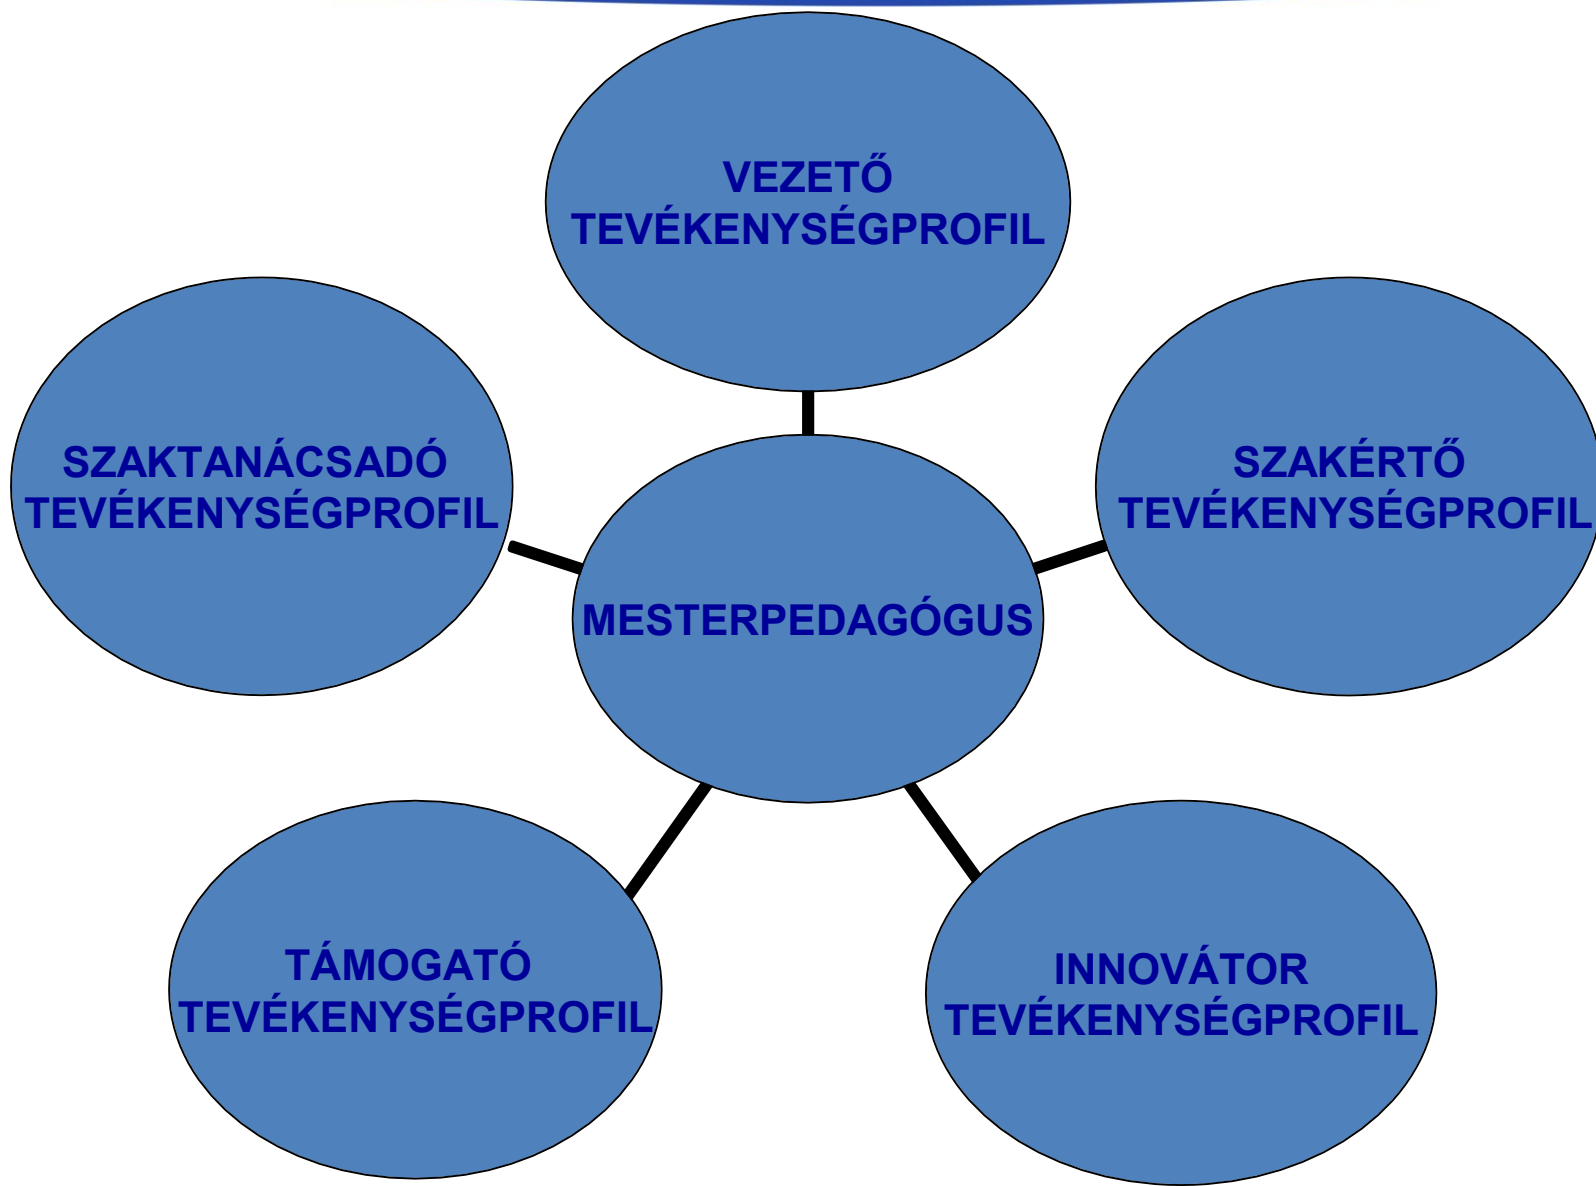 VEZETŐ
TEVÉKENYSÉGPROFIL
SZAKTANÁCSADÓ
TEVÉKENYSÉGPROFIL
SZAKÉRTŐ
TEVÉKENYSÉGPROFIL
MESTERPEDAGÓGUS
TÁMOGATÓ
TEVÉKENYSÉGPROFIL
INNOVÁTOR
TEVÉKENYSÉGPROFIL